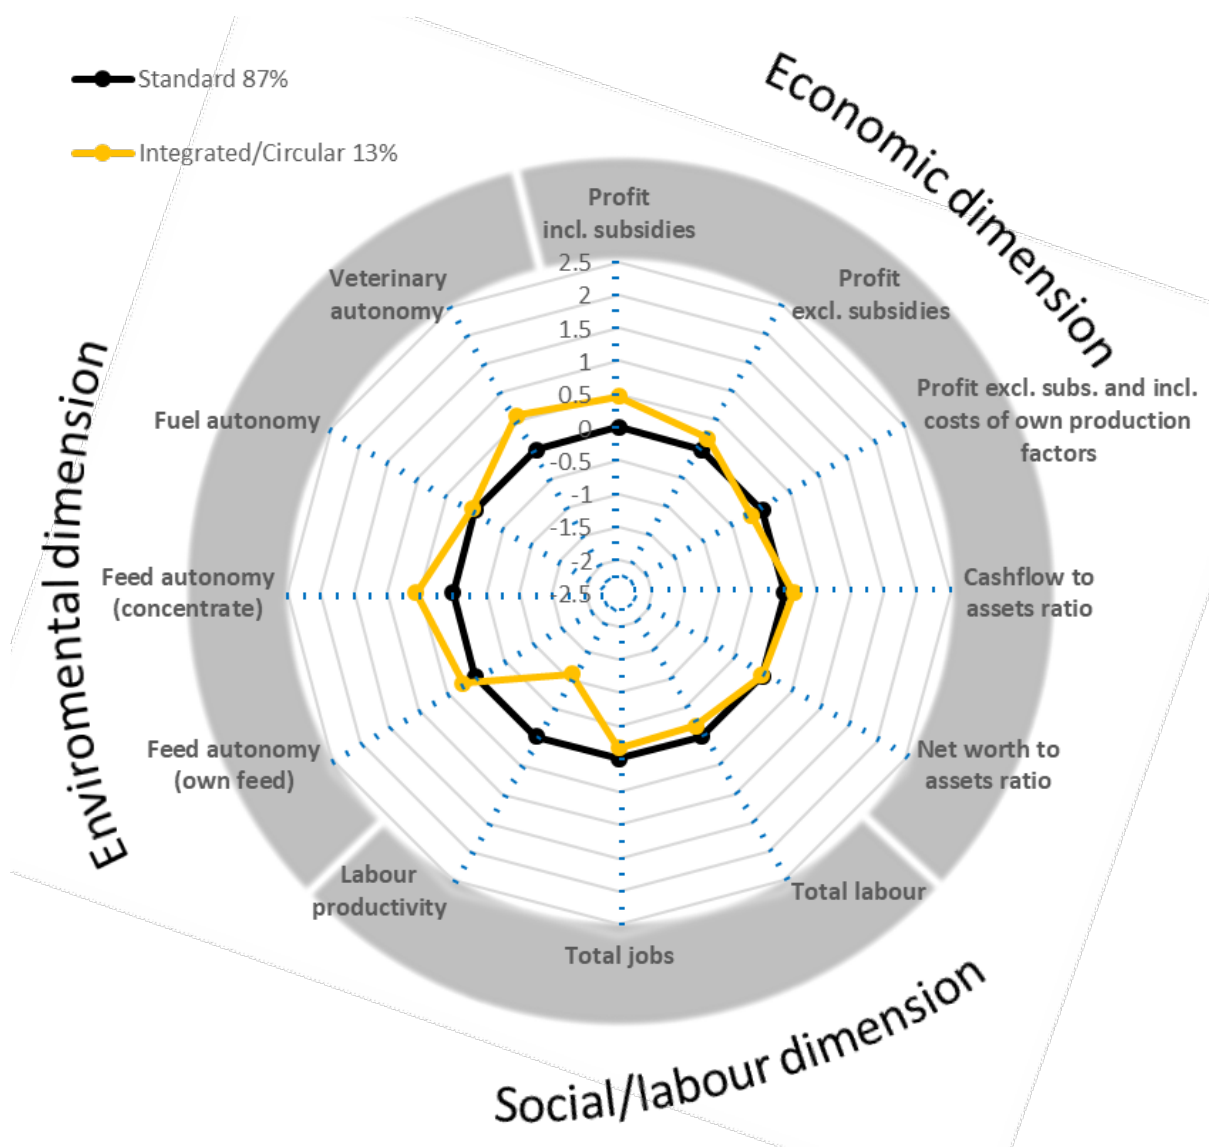 Standard 87%
Integrated/Circular 13%
Economic dimension
Profit
incl. subsidies
Profit
excl. subsidies
Profit excl. subs. and incl.
costs of own production
factors
Cashflow to
assets ratio
Net worth to
assets ratio
Total labour
Total jobs
Labour
productivity
Feed autonomy
(own feed)
Feed autonomy
(concentrate)
Fuel autonomy
Veterinary
autonomy
2.5
2
1.5
1
0.5
0
-0.5
-1
-1.5
-2
-2.5
Enviromental dimension
Social/labour dimension